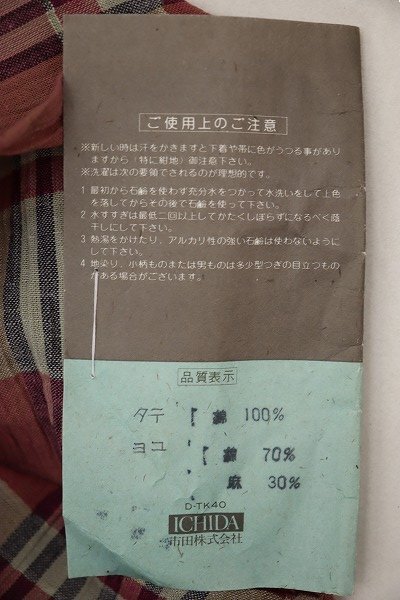 ご使用上のご注意
※新しい時は汗をかきますと下着や帯に色がうつる事があり
ますから(特に紺地)御注意下さい。
※洗濯は次の要領でされるのが理想的です。
1 最初から石鹸を使わず充分水をつかって水洗いをして上色
を落してからその後で石鹸を使って下さい。
2 水すすぎは最低二回以上してかたくしぼらずになるべく蔭
干しにして下さい。
3 熱湯をかけたり、アルカリ性の強い石鹸は使わないように
して下さい。
4 地染り、小柄ものまたは男ものは多少型つぎの目立つもの
がある場合がございます。
品質表示
タテ 綿 100%
ヨコ 綿 70%
麻 30%
D-TK40
ICHIDA
市田株式会社